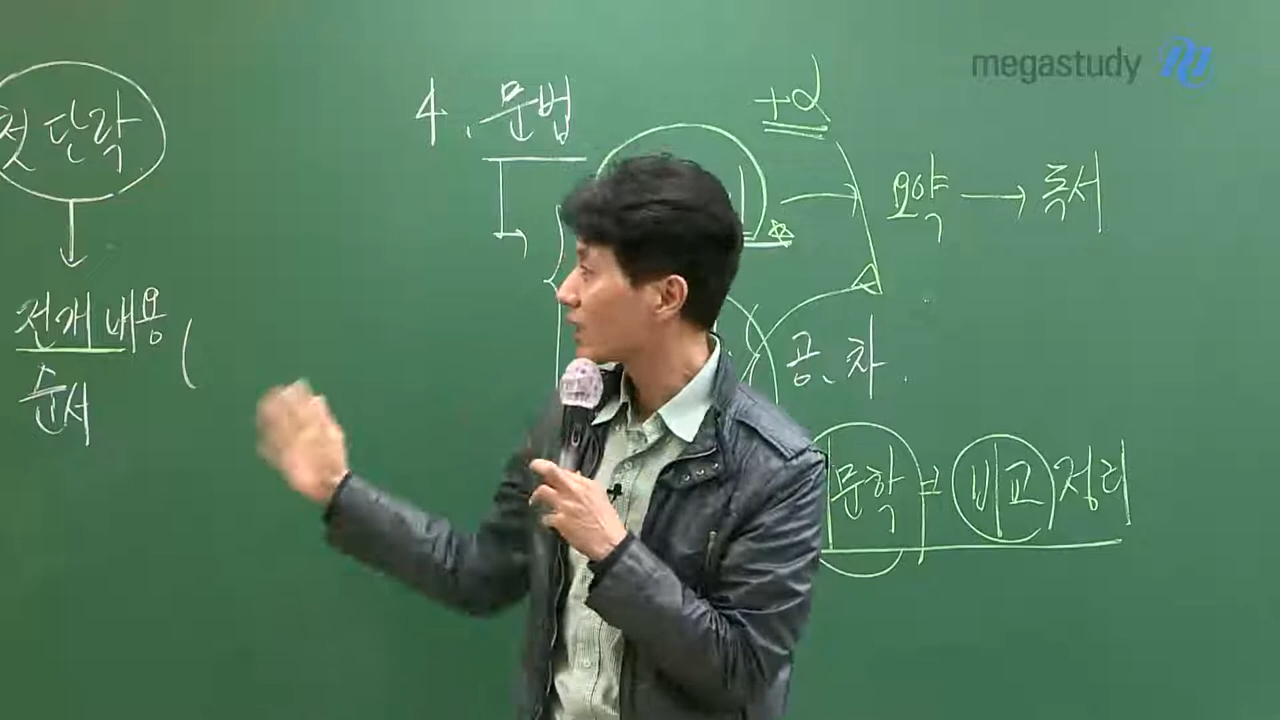 megastudy
첫 단락
전개 내용 (
순서
4. 문법
+α
요약 → 독서
공, 차.
문학 = 비교 정리